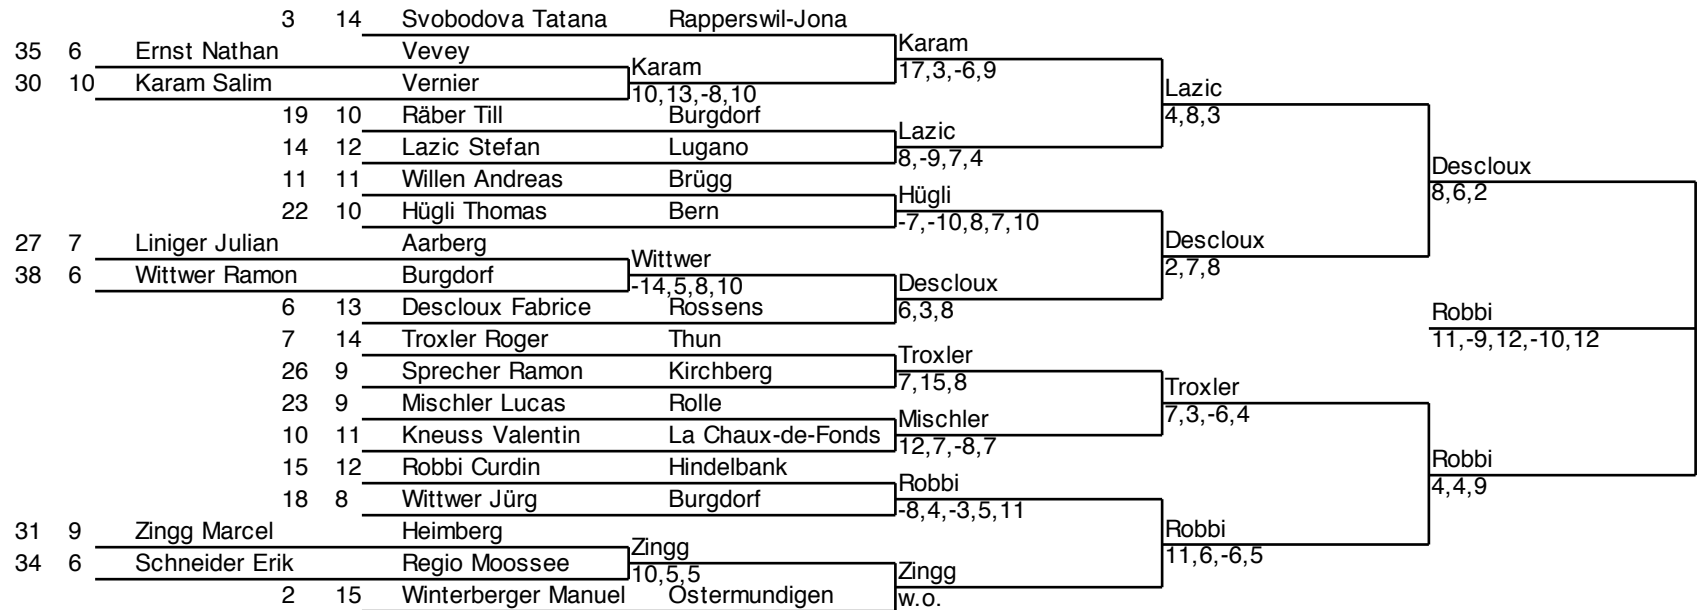 3 14 Svobodova Tatana Rapperswil-Jona
Karam
35 6 Ernst Nathan Vevey
Karam 17,3,-6,9
30 10 Karam Salim Vernier
Lazic
10,13,-8,10
19 10 Räber Till Burgdorf 4,8,3
Lazic
14 12 Lazic Stefan Lugano
8,-9,7,4
Descloux
11 11 Willen Andreas Brügg
Hügli 8,6,2
22 10 Hügli Thomas Bern
-7,-10,8,7,10
27 7 Liniger Julian Aarberg Descloux
Wittwer 2,7,8
38 6 Wittwer Ramon Burgdorf
-14,5,8,10 Descloux
6 13 Descloux Fabrice Rossens 6,3,8
Robbi
7 14 Troxler Roger Thun 11,-9,12,-10,12
Troxler
26 9 Sprecher Ramon Kirchberg
7,15,8 Troxler
23 9 Mischler Lucas Rolle
Mischler 7,3,-6,4
10 11 Kneuss Valentin La Chaux-de-Fonds
12,7,-8,7
Robbi
15 12 Robbi Curdin Hindelbank
Robbi 4,4,9
18 8 Wittwer Jürg Burgdorf
-8,4,-3,5,11
31 9 Zingg Marcel Heimberg Robbi
Zingg 11,6,-6,5
34 6 Schneider Erik Regio Moossee
10,5,5 Zingg
2 15 Winterberger Manuel Ostermundigen w.o.